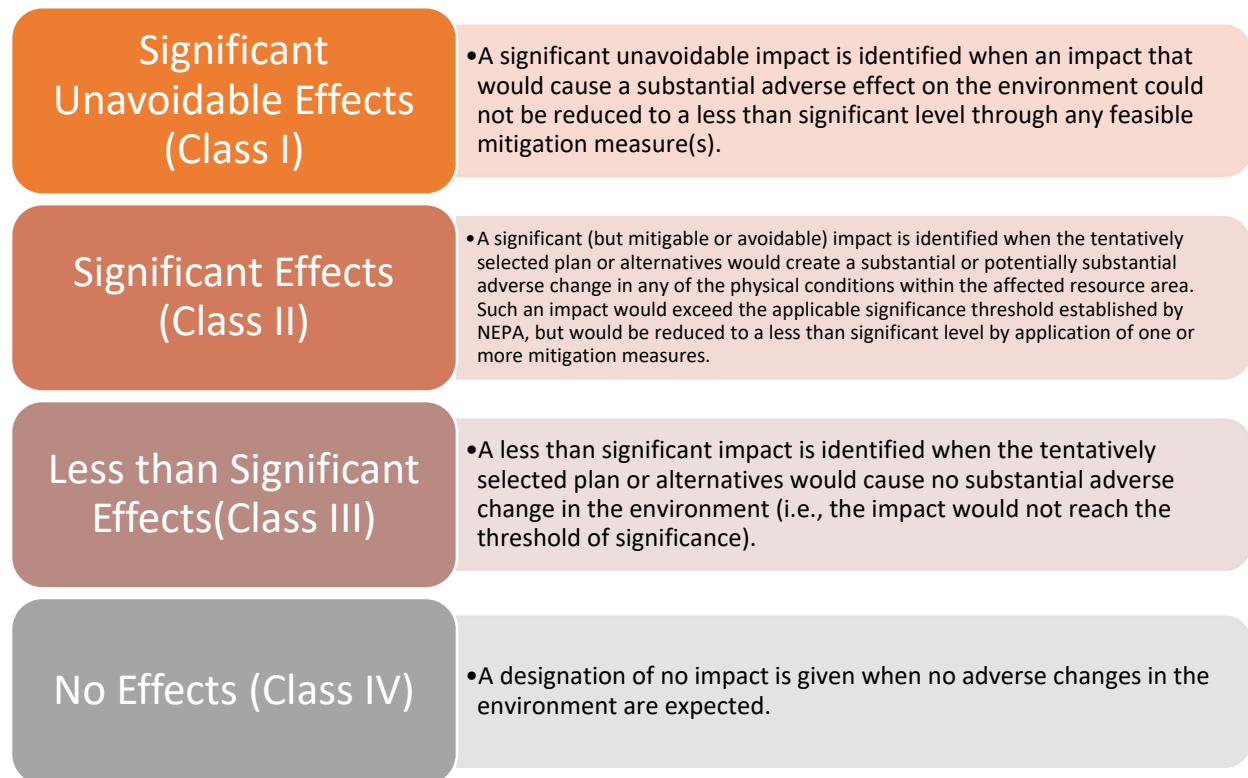 Significant
Unavoidable Effects
(Class I)
•A significant unavoidable impact is identified when an impact that
would cause a substantial adverse effect on the environment could
not be reduced to a less than significant level through any feasible
mitigation measure(s).
Significant Effects
(Class II)
•A significant (but mitigable or avoidable) impact is identified when the tentatively
selected plan or alternatives would create a substantial or potentially substantial
adverse change in any of the physical conditions within the affected resource area.
Such an impact would exceed the applicable significance threshold established by
NEPA, but would be reduced to a less than significant level by application of one or
more mitigation measures.
Less than Significant
Effects(Class III)
•A less than significant impact is identified when the tentatively
selected plan or alternatives would cause no substantial adverse
change in the environment (i.e., the impact would not reach the
threshold of significance).
No Effects (Class IV)
•A designation of no impact is given when no adverse changes in the
environment are expected.